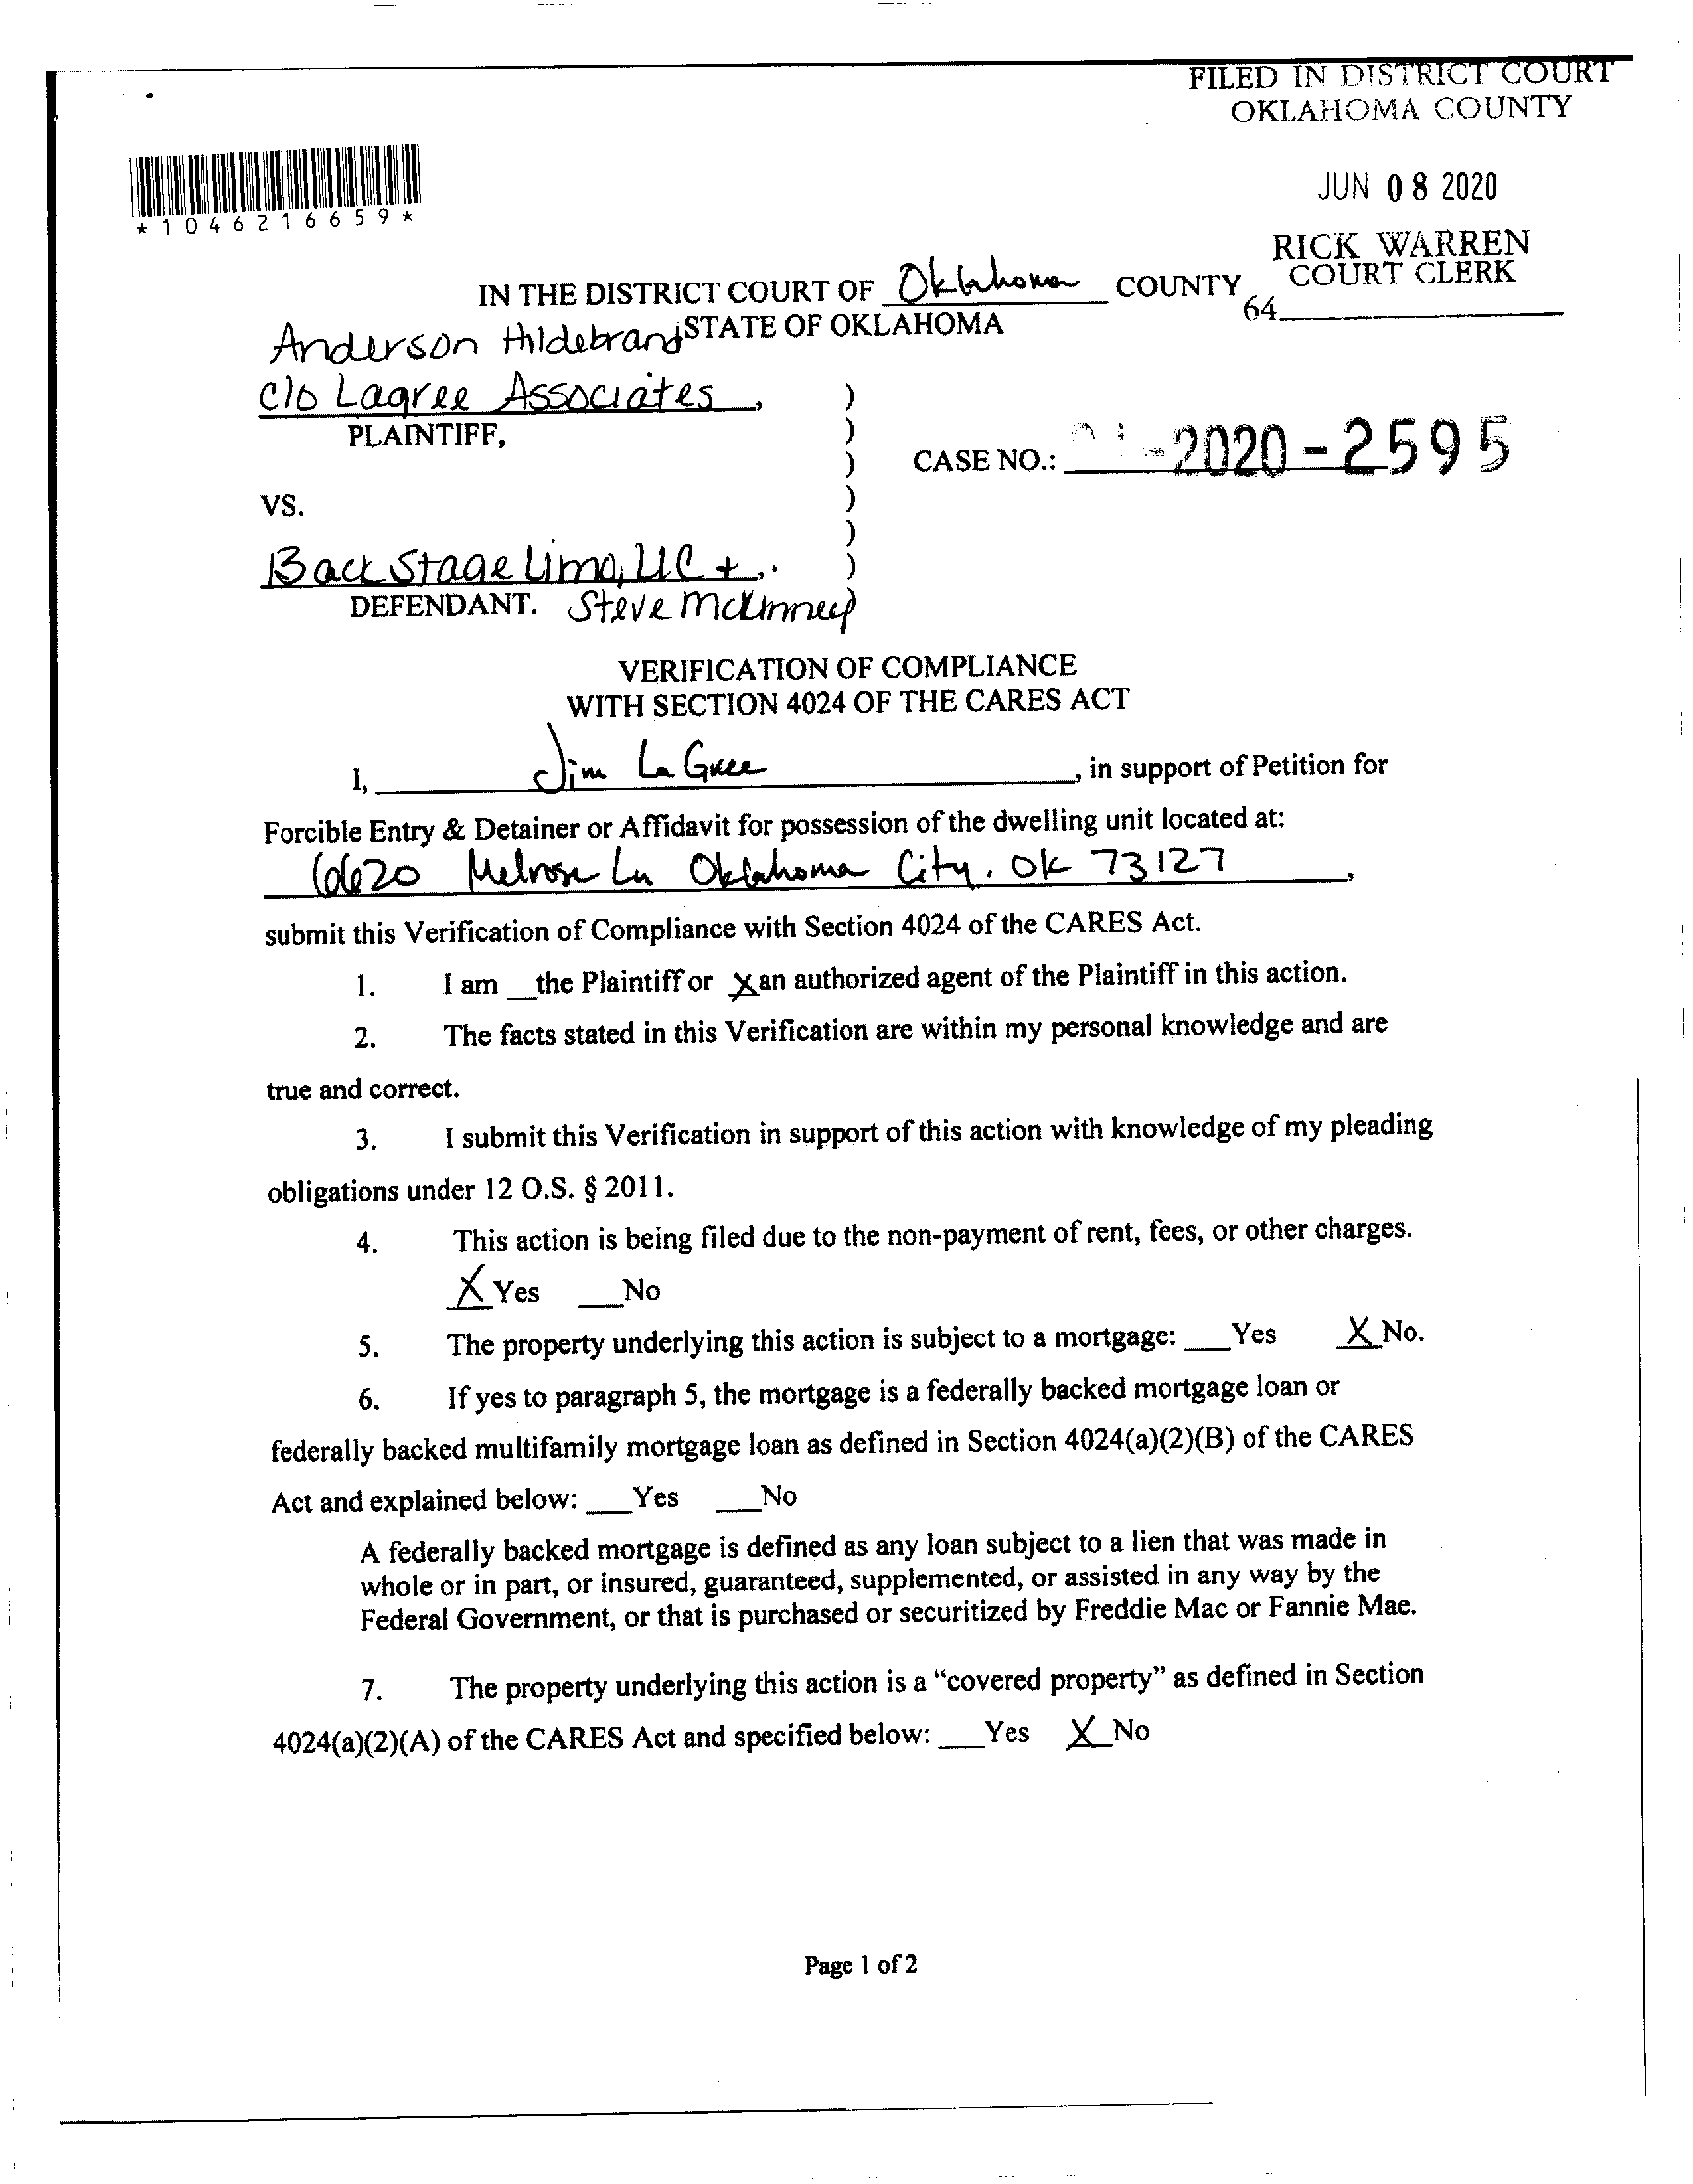 FILED IN DISTRICT COURT
OKLAHOMA COUNTY
JUN 08 2020
RICK WARREN
COURT CLERK
64
*1046216659*
IN THE DISTRICT COURT OF Oklahoma COUNTY
STATE OF OKLAHOMA
Anderson Hildebrand
c/o Lagree Associates,
PLAINTIFF,
CASE NO.: -2020-2595
VS.
Back Stage Limo, LLC +
DEFENDANT. Steve McKinney
)
)
)
)
)
)
VERIFICATION OF COMPLIANCE
WITH SECTION 4024 OF THE CARES ACT
I, Jim LaGree, in support of Petition for
Forcible Entry & Detainer or Affidavit for possession of the dwelling unit located at:
6620 Melrose Ln Oklahoma City, OK 73127,
submit this Verification of Compliance with Section 4024 of the CARES Act.
1. I am __the Plaintiff or Xan authorized agent of the Plaintiff in this action.
2. The facts stated in this Verification are within my personal knowledge and are
true and correct.
3. I submit this Verification in support of this action with knowledge of my pleading
obligations under 12 O.S. § 2011.
4. This action is being filed due to the non-payment of rent, fees, or other charges.
X Yes ___No
5. The property underlying this action is subject to a mortgage: ___Yes X No.
6. If yes to paragraph 5, the mortgage is a federally backed mortgage loan or
federally backed multifamily mortgage loan as defined in Section 4024(a)(2)(B) of the CARES
Act and explained below: ___Yes ___No
A federally backed mortgage is defined as any loan subject to a lien that was made in
whole or in part, or insured, guaranteed, supplemented, or assisted in any way by the
Federal Government, or that is purchased or securitized by Freddie Mac or Fannie Mae.
7. The property underlying this action is a “covered property” as defined in Section
4024(a)(2)(A) of the CARES Act and specified below: ___Yes X No
Page 1 of 2